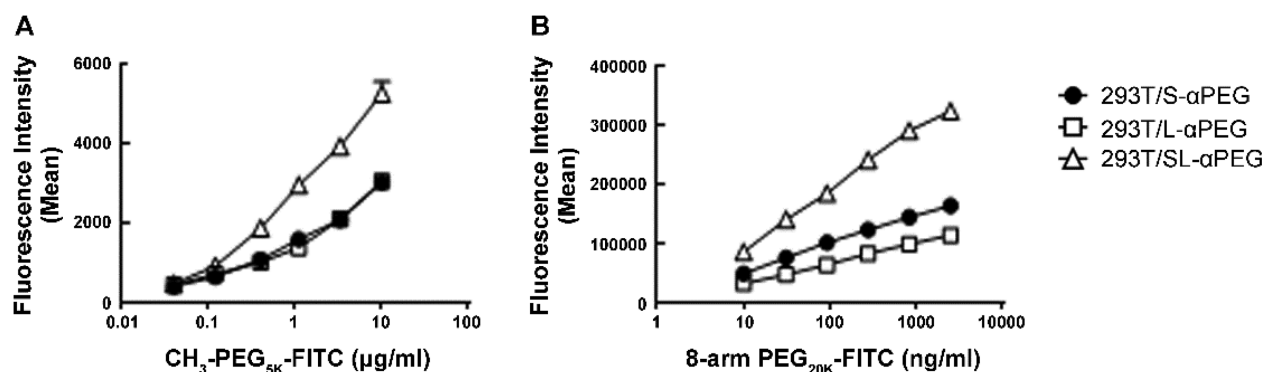 A
Fluorescence Intensity
(Mean)
6000
4000
2000
0
0.01
0.1
1
10
100
CH₃-PEG₅ₖ-FITC (µg/ml)
B
Fluorescence Intensity
(Mean)
400000
300000
200000
100000
0
1
10
100
1000
10000
8-arm PEG₂₀ₖ-FITC (ng/ml)
293T/S-αPEG
293T/L-αPEG
293T/SL-αPEG